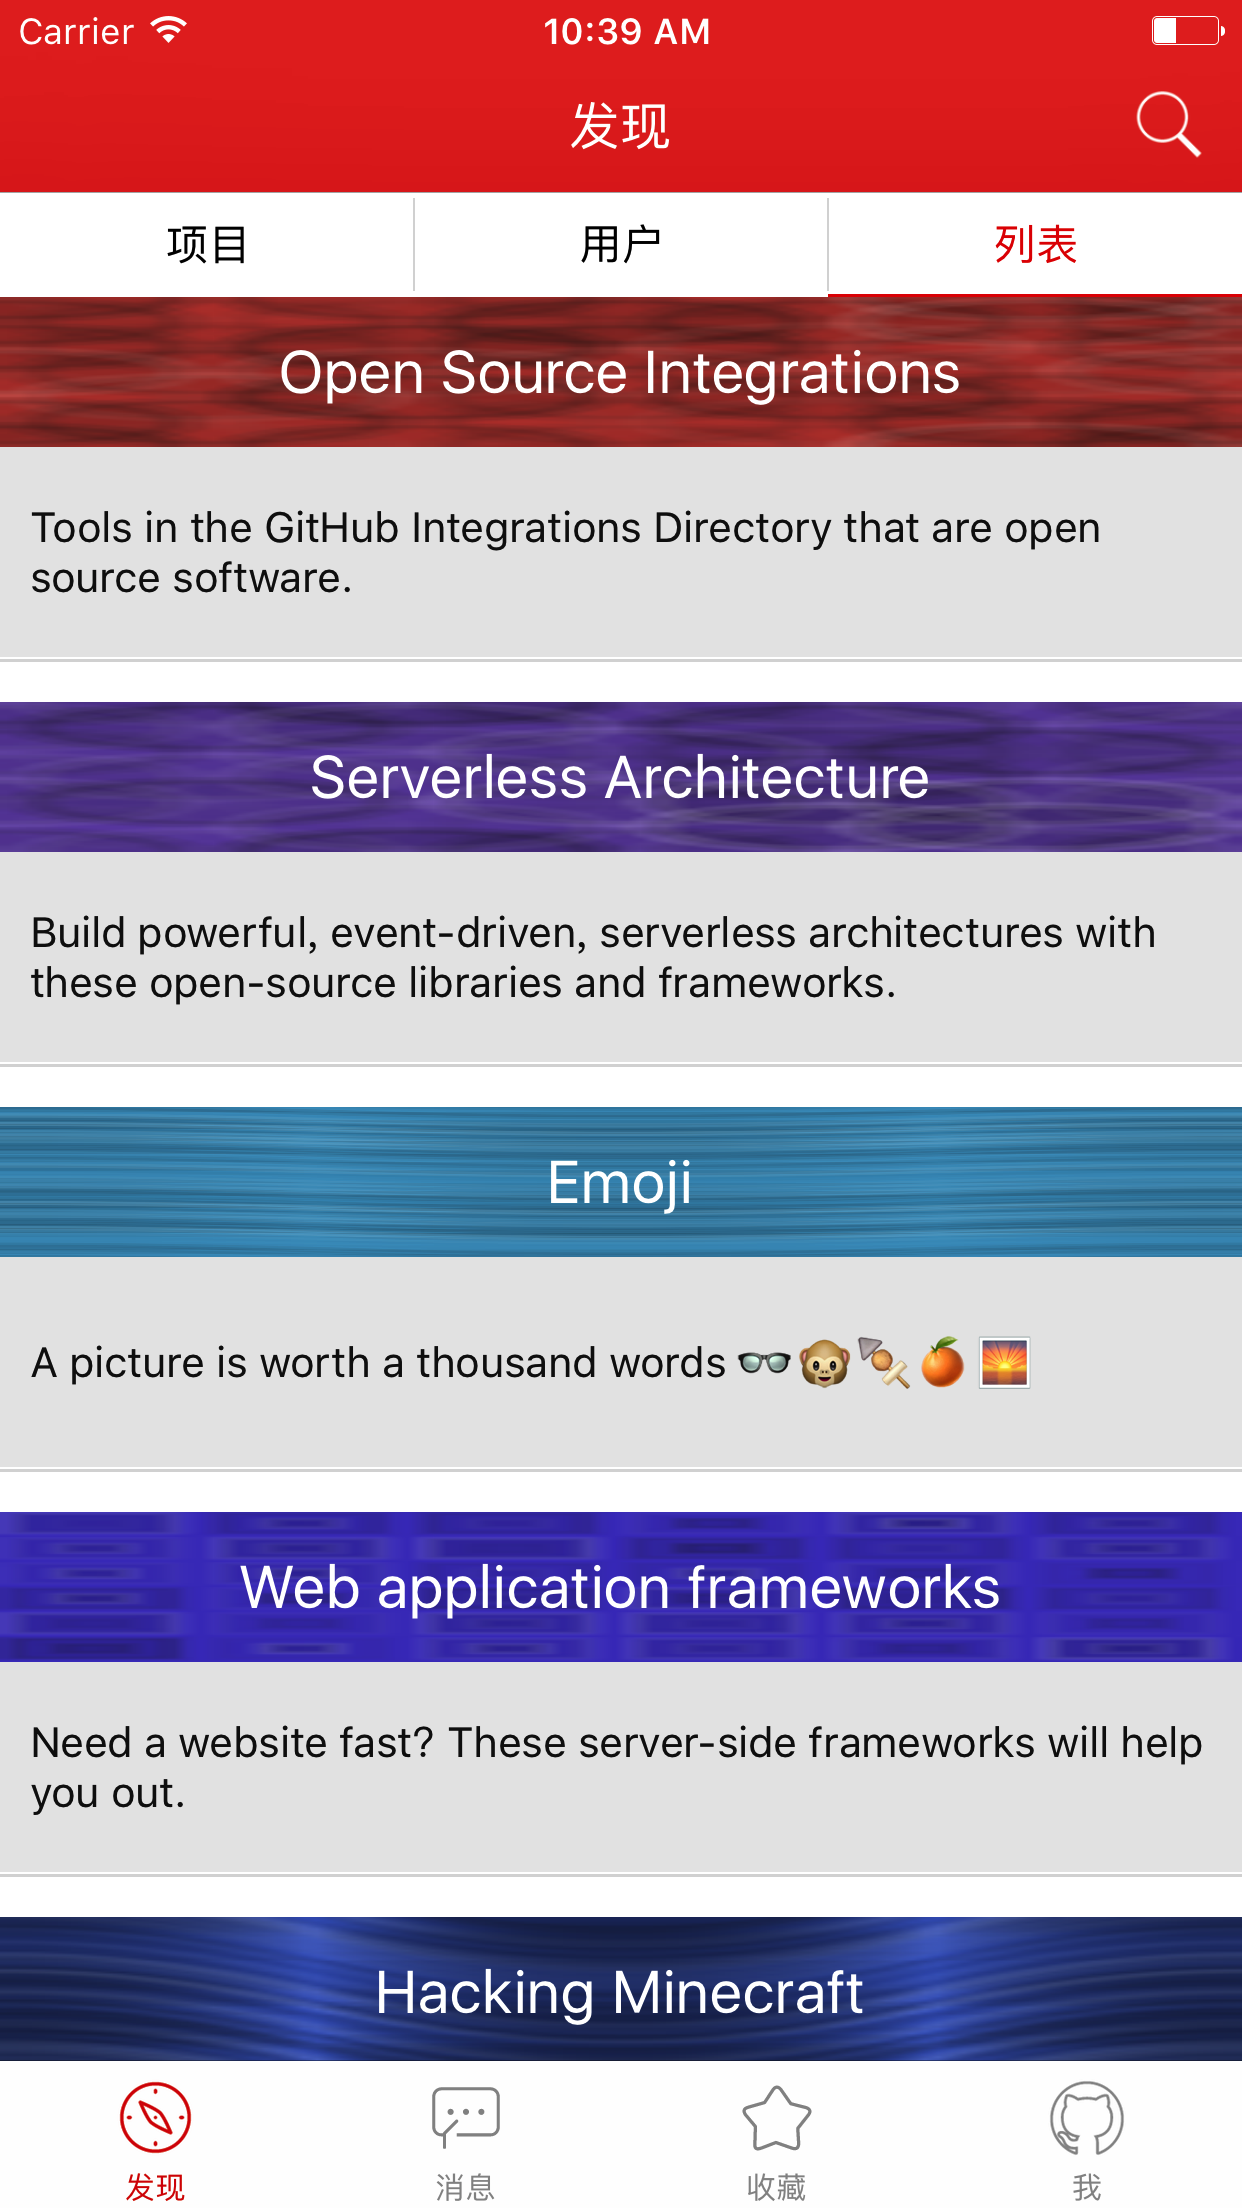 Carrier 10:39 AM
发现
项目 用户 列表
Open Source Integrations
Tools in the GitHub Integrations Directory that are open
source software.
Serverless Architecture
Build powerful, event-driven, serverless architectures with
these open-source libraries and frameworks.
Emoji
A picture is worth a thousand words 👓🐵🍢🍊🌅
Web application frameworks
Need a website fast? These server-side frameworks will help
you out.
Hacking Minecraft
发现 消息 收藏 我